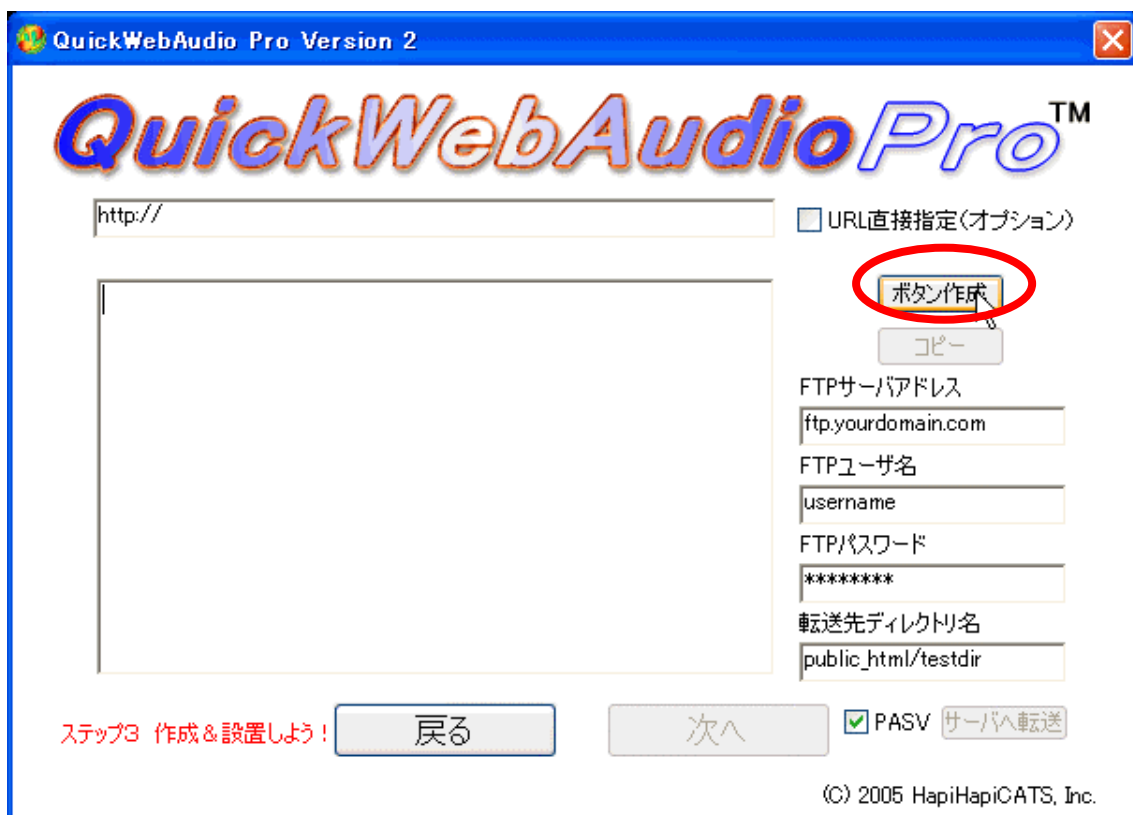 QuickWebAudio Pro Version 2
QuickWebAudioPro™
http://
URL直接指定(オプション)
ボタン作成
コピー
FTPサーバアドレス
ftp.yourdomain.com
FTPユーザ名
username
FTPパスワード
********
転送先ディレクトリ名
public_html/testdir
ステップ3 作成&設置しよう!
戻る
次へ
PASV
サーバへ転送
(C) 2005 HapiHapiCATS, Inc.